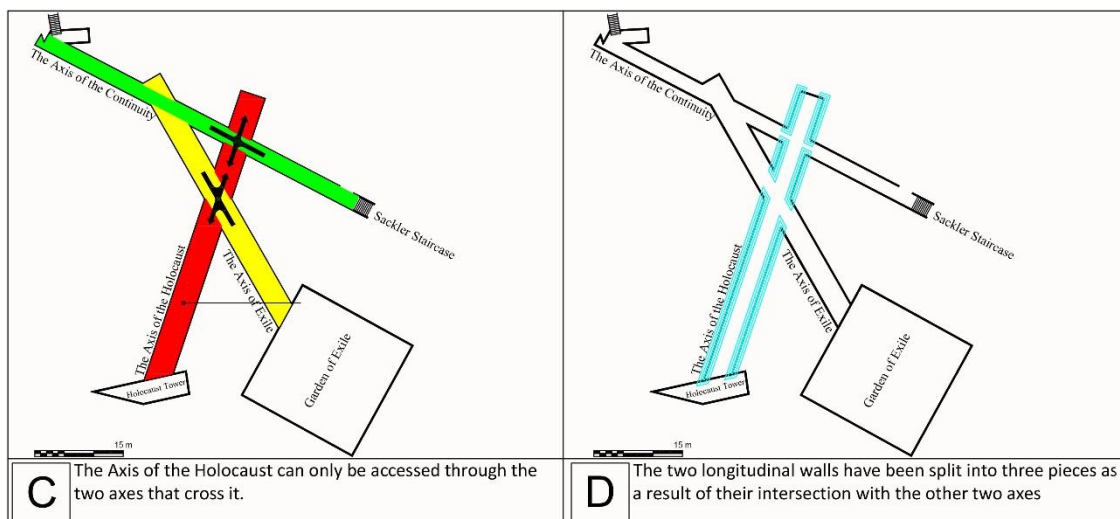 The Axis of the Continuity
Sackler Staircase
The Axis of the Holocaust
The Axis of Exile
Garden of Exile
Holocaust Tower
15 m
C
The Axis of the Holocaust can only be accessed through the
two axes that cross it.
The Axis of the Continuity
Sackler Staircase
The Axis of the Holocaust
The Axis of Exile
Garden of Exile
Holocaust Tower
15 m
D
The two longitudinal walls have been split into three pieces as
a result of their intersection with the other two axes